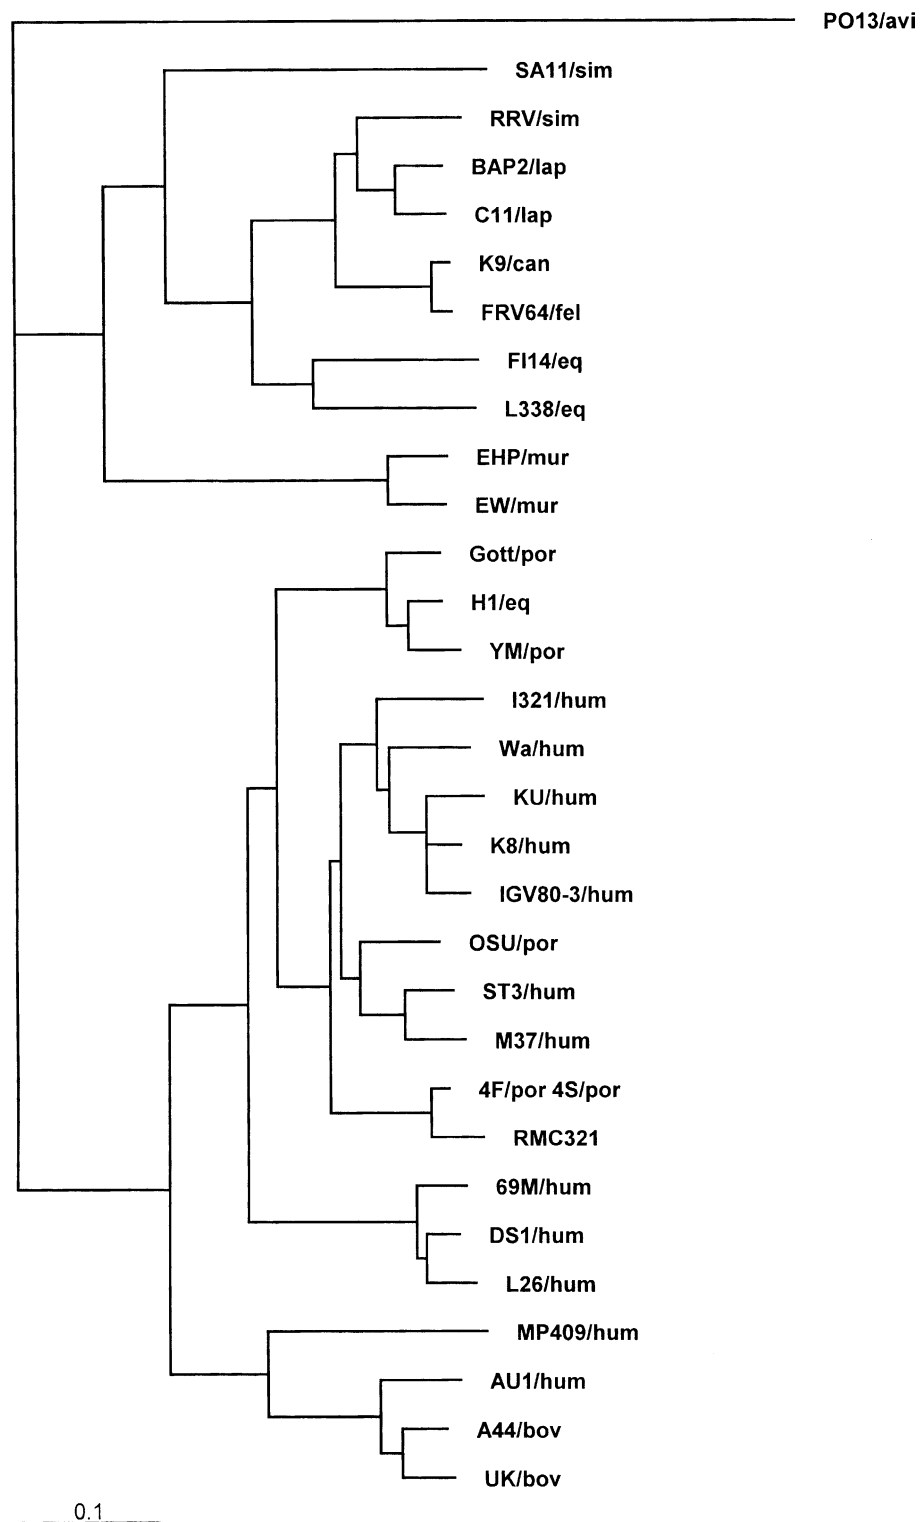 PO13/avi
SA11/sim
RRV/sim
BAP2/lap
C11/lap
K9/can
FRV64/fel
FI14/eq
L338/eq
EHP/mur
EW/mur
Gott/por
H1/eq
YM/por
I321/hum
Wa/hum
KU/hum
K8/hum
IGV80-3/hum
OSU/por
ST3/hum
M37/hum
4F/por 4S/por
RMC321
69M/hum
DS1/hum
L26/hum
MP409/hum
AU1/hum
A44/bov
UK/bov
0.1